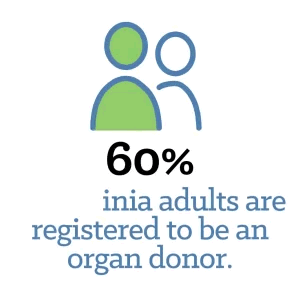 60%
inia adults are
registered to be an
organ donor.